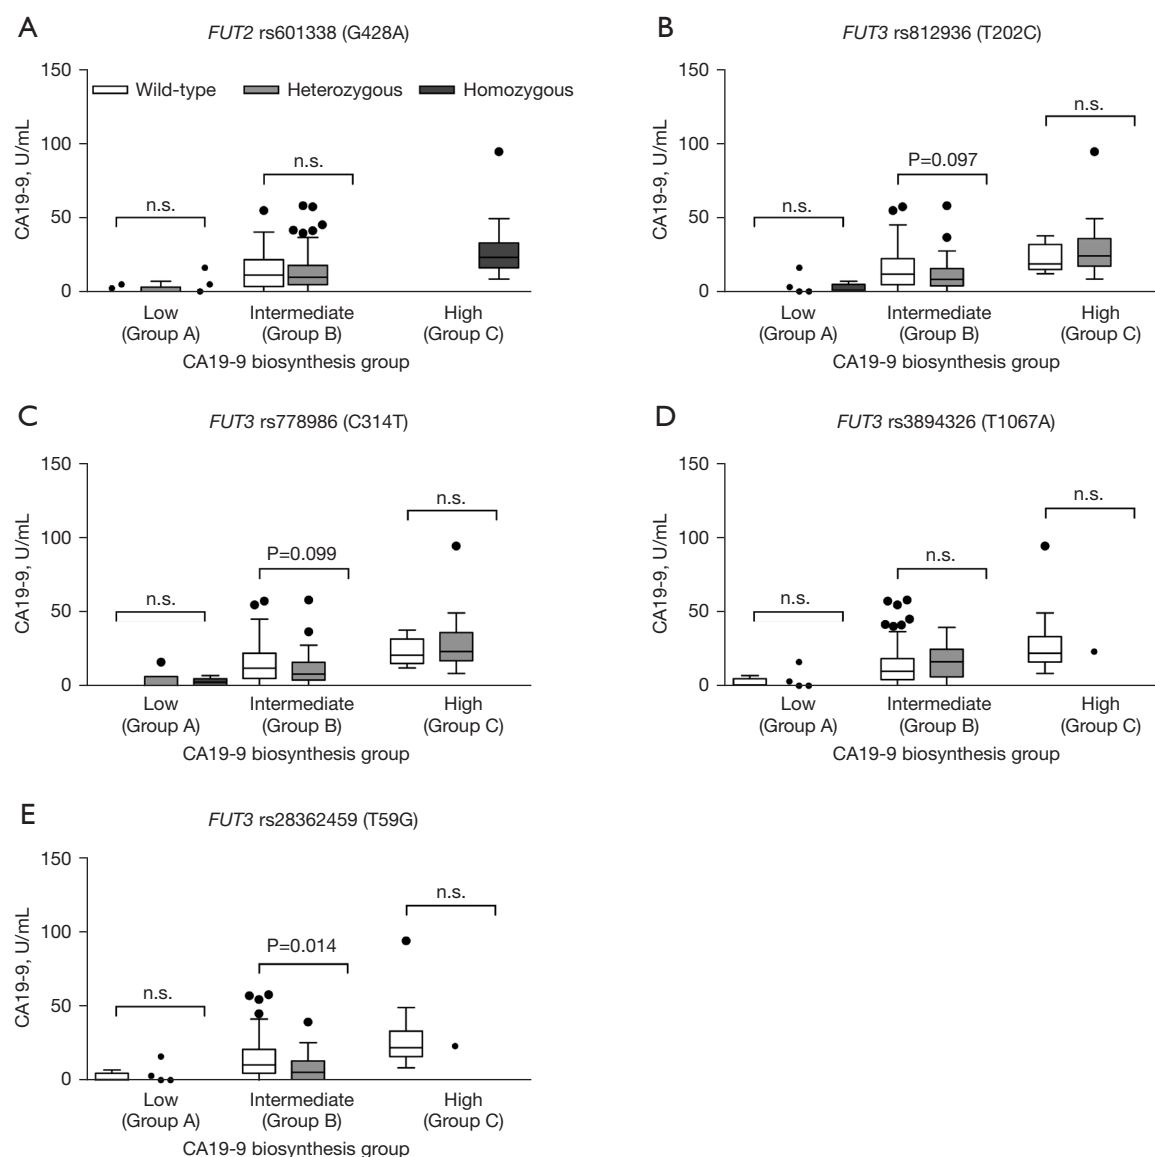 A
FUT2 rs601338 (G428A)
150
100
50
0
CA19-9, U/mL
Wild-type
Heterozygous
Homozygous
n.s.
n.s.
Low
(Group A)
Intermediate
(Group B)
High
(Group C)
CA19-9 biosynthesis group
B
FUT3 rs812936 (T202C)
150
100
50
0
CA19-9, U/mL
n.s.
P=0.097
n.s.
Low
(Group A)
Intermediate
(Group B)
High
(Group C)
CA19-9 biosynthesis group
C
FUT3 rs778986 (C314T)
150
100
50
0
CA19-9, U/mL
n.s.
P=0.099
n.s.
Low
(Group A)
Intermediate
(Group B)
High
(Group C)
CA19-9 biosynthesis group
D
FUT3 rs3894326 (T1067A)
150
100
50
0
CA19-9, U/mL
n.s.
n.s.
n.s.
Low
(Group A)
Intermediate
(Group B)
High
(Group C)
CA19-9 biosynthesis group
E
FUT3 rs28362459 (T59G)
150
100
50
0
CA19-9, U/mL
n.s.
P=0.014
n.s.
Low
(Group A)
Intermediate
(Group B)
High
(Group C)
CA19-9 biosynthesis group